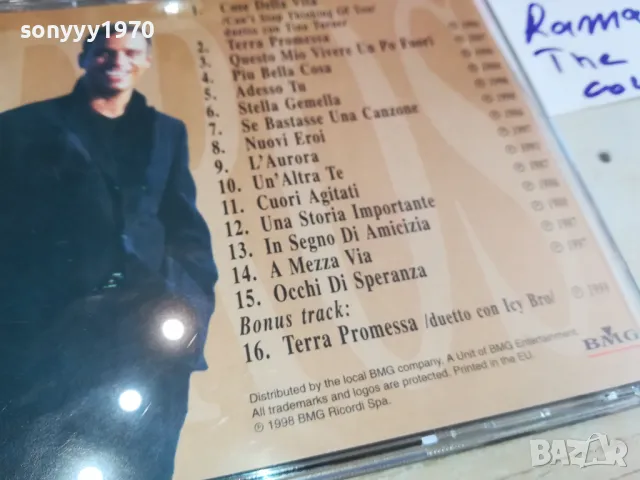 sonyyy1970
1. Cose Della Vita
/Can't Stop Thinking Of You/
duetto con Tina Turner
2. Terra Promessa
3. Questo Mio Vivere Un Po Fuori
4. Piu Bella Cosa
5. Adesso Tu
6. Stella Gemella
7. Se Bastasse Una Canzone
8. Nuovi Eroi
9. L'Aurora
10. Un'Altra Te
11. Cuori Agitati
12. Una Storia Importante
13. In Segno Di Amicizia
14. A Mezza Via
15. Occhi Di Speranza
Bonus track:
16. Terra Promessa /duetto con Icy Bro/
Distributed by the local BMG company. A Unit of BMG Entertainment.
All trademarks and logos are protected. Printed in the EU.
℗ © 1998 BMG Ricordi Spa.
BMG
The
BAZAR
bg